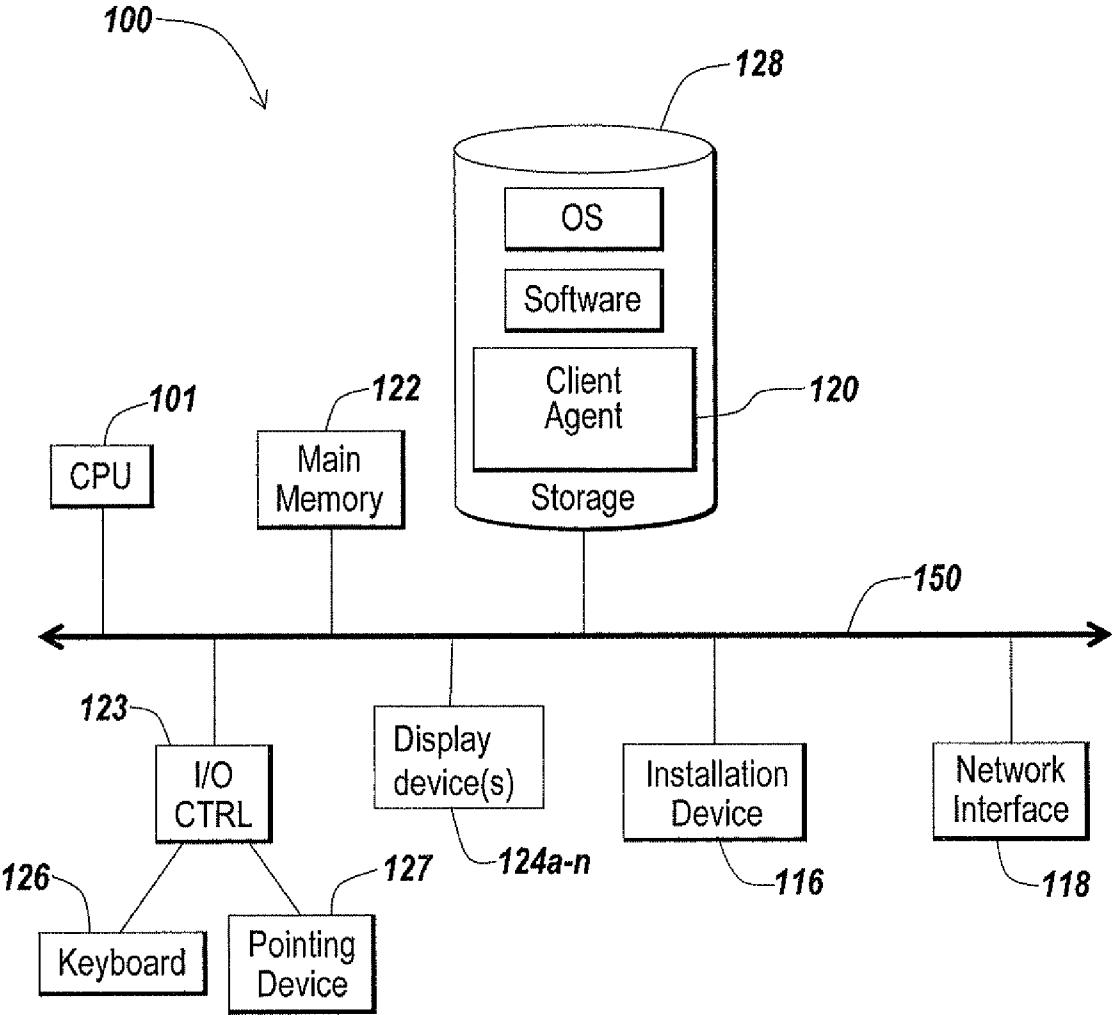 100
128
OS
Software
Client
Agent
120
Storage
101
CPU
122
Main
Memory
150
123
I/O
CTRL
Display
device(s)
124a-n
Installation
Device
116
Network
Interface
118
126
Keyboard
127
Pointing
Device